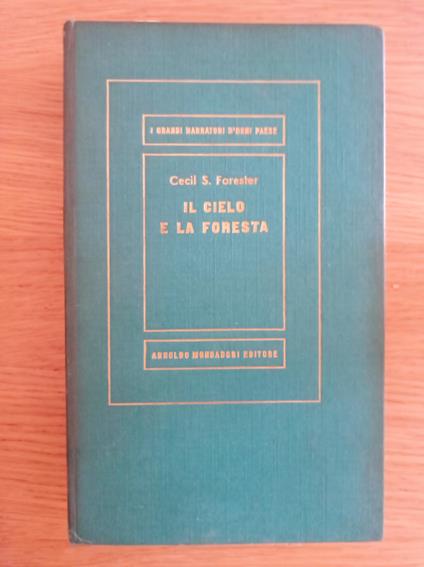 I GRANDI NARRATORI D'OGNI PAESE
Cecil S. Forester
IL CIELO
E LA FORESTA
ARNOLDO MONDADORI EDITORE